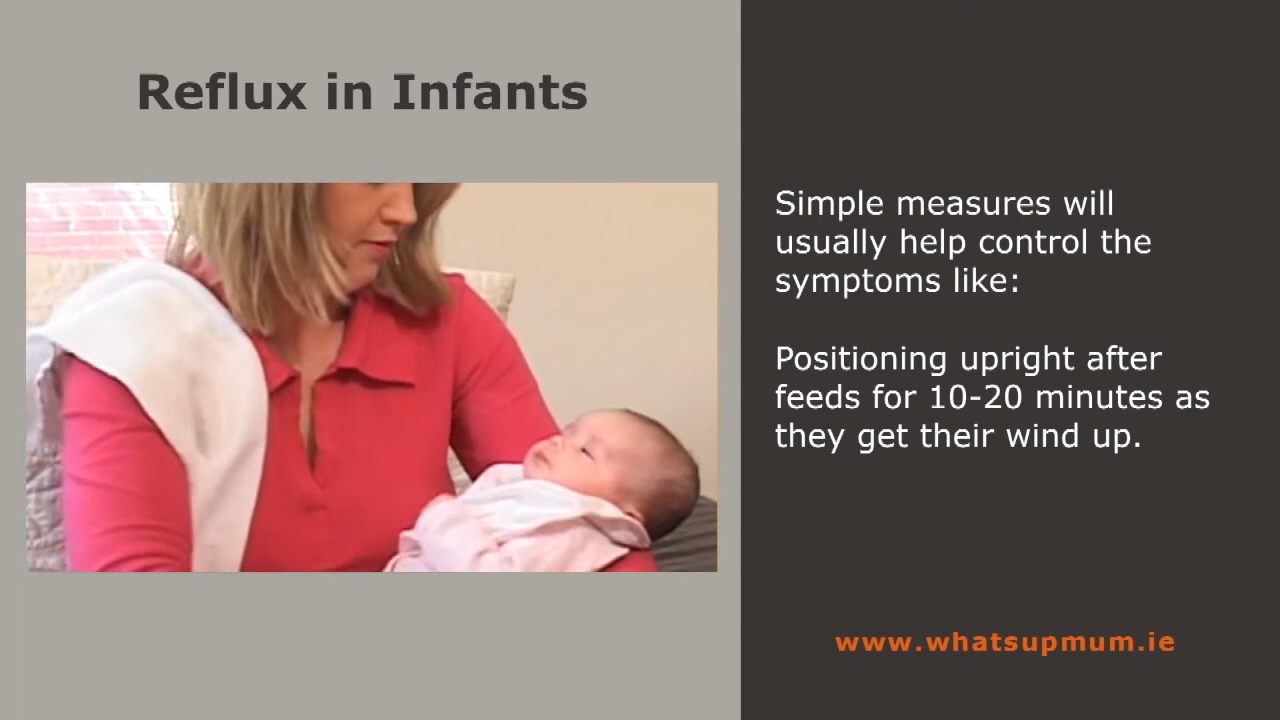 Reflux in Infants
Simple measures will
usually help control the
symptoms like:
Positioning upright after
feeds for 10-20 minutes as
they get their wind up.
www.whatsupmum.ie